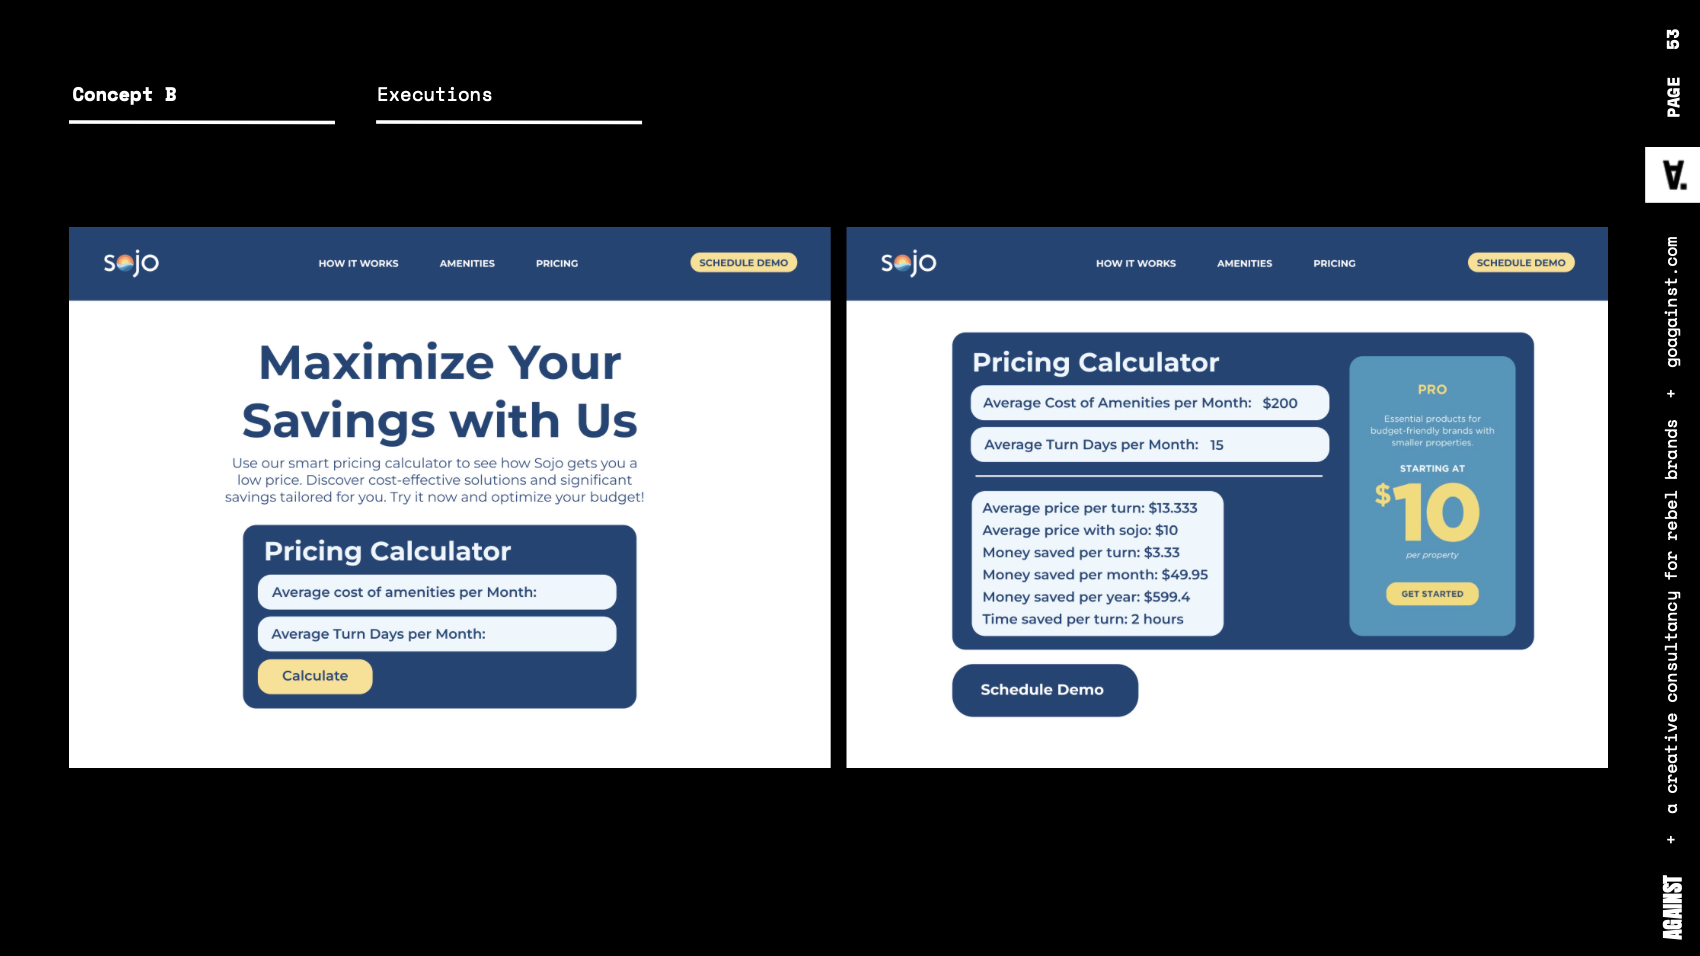 Concept B
Executions
sojo
HOW IT WORKS
AMENITIES
PRICING
SCHEDULE DEMO
Maximize Your
Savings with Us
Use our smart pricing calculator to see how Sojo gets you a
low price. Discover cost-effective solutions and significant
savings tailored for you. Try it now and optimize your budget!
Pricing Calculator
Average cost of amenities per Month:
Average Turn Days per Month:
Calculate
sojo
HOW IT WORKS
AMENITIES
PRICING
SCHEDULE DEMO
Pricing Calculator
Average Cost of Amenities per Month: $200
Average Turn Days per Month: 15
Average price per turn: $13.333
Average price with sojo: $10
Money saved per turn: $3.33
Money saved per month: $49.95
Money saved per year: $599.4
Time saved per turn: 2 hours
PRO
Essential products for
budget-friendly brands with
smaller properties.
STARTING AT
$10
per property
GET STARTED
Schedule Demo
AGAINST + a creative consultancy for rebel brands + goagainst.com
A.
PAGE 53